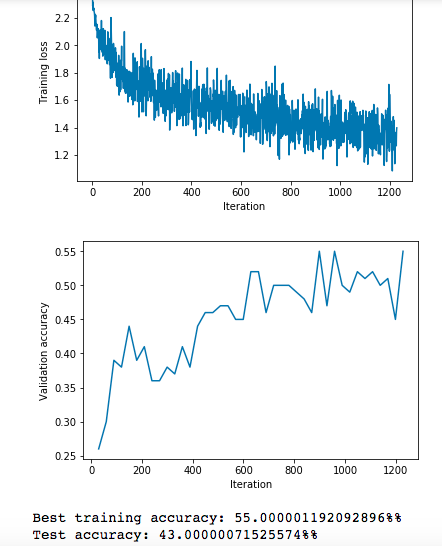 2.2
2.0
1.8
1.6
1.4
1.2
Training loss
0 200 400 600 800 1000 1200
Iteration
0.55
0.50
0.45
0.40
0.35
0.30
0.25
Validation accuracy
0 200 400 600 800 1000 1200
Iteration
Best training accuracy: 55.000001192092896%%
Test accuracy: 43.00000071525574%%